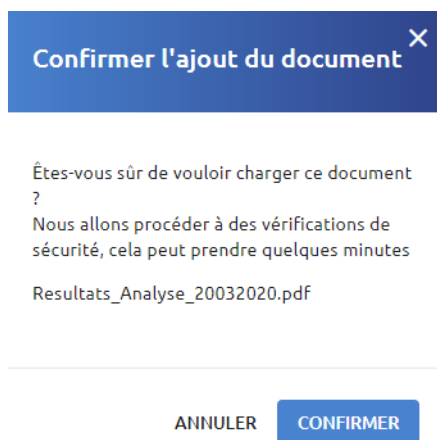 Confirmer l'ajout du document
Êtes-vous sûr de vouloir charger ce document
?
Nous allons procéder à des vérifications de
sécurité, cela peut prendre quelques minutes
Resultats_Analyse_20032020.pdf
ANNULER CONFIRMER